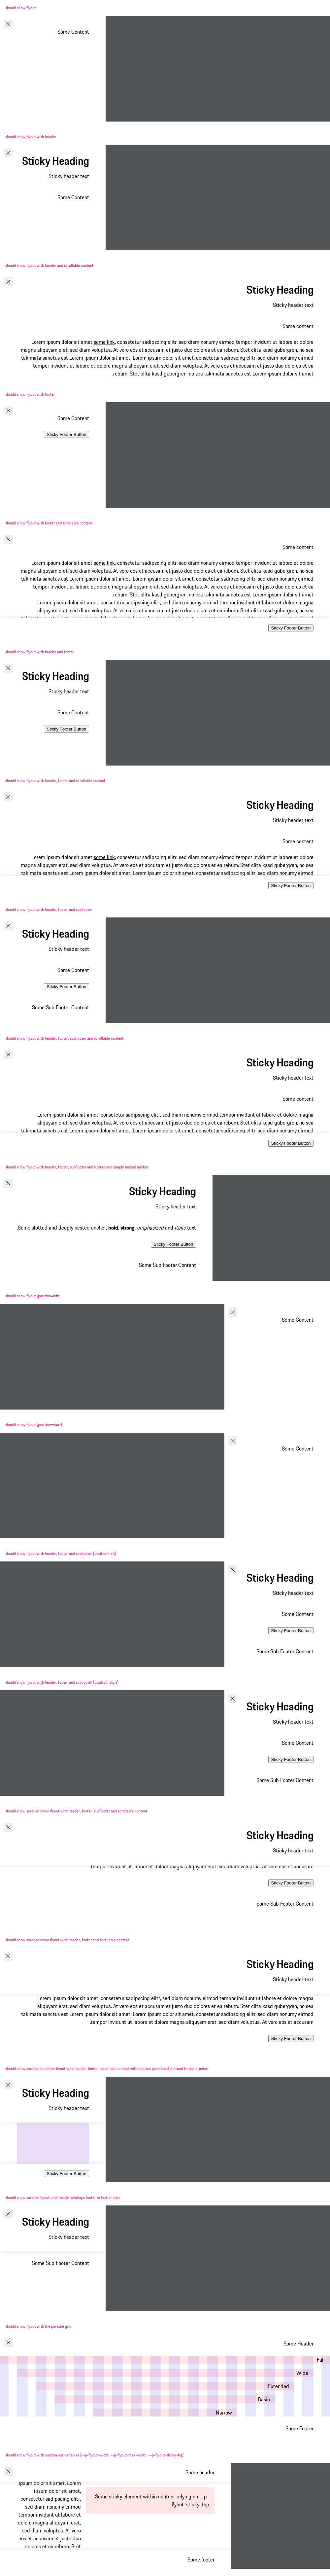 should show flyout
Some Content
should show flyout with header
Sticky Heading
Sticky header text
Some Content
should show flyout with header and scrollable content
Sticky Heading
Sticky header text
Some content
Lorem ipsum dolor sit amet some link, consetetur sadipscing elitr, sed diam nonumy eirmod tempor invidunt ut labore et dolore
magna aliquyam erat, sed diam voluptua. At vero eos et accusam et justo duo dolores et ea rebum. Stet clita kasd gubergren, no sea
takimata sanctus est Lorem ipsum dolor sit amet. Lorem ipsum dolor sit amet, consetetur sadipscing elitr, sed diam nonumy eirmod
tempor invidunt ut labore et dolore magna aliquyam erat, sed diam voluptua. At vero eos et accusam et justo duo dolores et ea
.rebum. Stet clita kasd gubergren, no sea takimata sanctus est Lorem ipsum dolor sit amet
should show flyout with footer
Some Content
Sticky Footer Button
should show flyout with footer and scrollable content
Some content
Lorem ipsum dolor sit amet some link, consetetur sadipscing elitr, sed diam nonumy eirmod tempor invidunt ut labore et dolore
magna aliquyam erat, sed diam voluptua. At vero eos et accusam et justo duo dolores et ea rebum. Stet clita kasd gubergren, no sea
takimata sanctus est Lorem ipsum dolor sit amet. Lorem ipsum dolor sit amet, consetetur sadipscing elitr, sed diam nonumy eirmod
tempor invidunt ut labore et dolore magna aliquyam erat, sed diam voluptua. At vero eos et accusam et justo duo dolores et ea
.rebum. Stet clita kasd gubergren, no sea takimata sanctus est Lorem ipsum dolor sit amet
Lorem ipsum dolor sit amet, consetetur sadipscing elitr, sed diam nonumy eirmod tempor invidunt ut labore et dolore magna
aliquyam erat, sed diam voluptua. At vero eos et accusam et justo duo dolores et ea rebum. Stet clita kasd gubergren, no sea
takimata sanctus est Lorem ipsum dolor sit amet. Lorem ipsum dolor sit amet, consetetur sadipscing elitr, sed diam nonumy eirmod
Sticky Footer Button
should show flyout with header and footer
Sticky Heading
Sticky header text
Some Content
Sticky Footer Button
should show flyout with header, footer and scrollable content
Sticky Heading
Sticky header text
Some content
Lorem ipsum dolor sit amet some link, consetetur sadipscing elitr, sed diam nonumy eirmod tempor invidunt ut labore et dolore
magna aliquyam erat, sed diam voluptua. At vero eos et accusam et justo duo dolores et ea rebum. Stet clita kasd gubergren, no sea
takimata sanctus est Lorem ipsum dolor sit amet. Lorem ipsum dolor sit amet, consetetur sadipscing elitr, sed diam nonumy eirmod
Sticky Footer Button
should show flyout with header, footer and subfooter
Sticky Heading
Sticky header text
Some Content
Sticky Footer Button
Some Sub Footer Content
should show flyout with header, footer, subfooter and scrollable content
Sticky Heading
Sticky header text
Some content
Lorem ipsum dolor sit amet, consetetur sadipscing elitr, sed diam nonumy eirmod tempor invidunt ut labore et dolore magna
aliquyam erat, sed diam voluptua. At vero eos et accusam et justo duo dolores et ea rebum. Stet clita kasd gubergren, no sea
takimata sanctus est Lorem ipsum dolor sit amet. Lorem ipsum dolor sit amet, consetetur sadipscing elitr, sed diam nonumy eirmod
Sticky Footer Button
should show flyout with header, footer, subfooter and slotted and deeply nested anchor
Sticky Heading
Sticky header text
.Some slotted and deeply nested anchor, bold, strong, emphasized and italic text
Sticky Footer Button
Some Sub Footer Content
should show flyout (position=left)
Some Content
should show flyout (position=start)
Some Content
should show flyout with header, footer and subfooter (position=left)
Sticky Heading
Sticky header text
Some Content
Sticky Footer Button
Some Sub Footer Content
should show flyout with header, footer and subfooter (position=start)
Sticky Heading
Sticky header text
Some Content
Sticky Footer Button
Some Sub Footer Content
should show scrolled down flyout with header, footer, subfooter and scrollable content
Sticky Heading
Sticky header text
.tempor invidunt ut labore et dolore magna aliquyam erat, sed diam voluptua. At vero eos et accusam
Sticky Footer Button
Some Sub Footer Content
should show scrolled down flyout with header, footer and scrollable content
Sticky Heading
Sticky header text
Lorem ipsum dolor sit amet, consetetur sadipscing elitr, sed diam nonumy eirmod tempor invidunt ut labore et dolore magna
aliquyam erat, sed diam voluptua. At vero eos et accusam et justo duo dolores et ea rebum. Stet clita kasd gubergren, no sea
takimata sanctus est Lorem ipsum dolor sit amet. Lorem ipsum dolor sit amet, consetetur sadipscing elitr, sed diam nonumy eirmod
.tempor invidunt ut labore et dolore magna aliquyam erat, sed diam voluptua. At vero eos et accusam
Sticky Footer Button
should show scrolled to center flyout with header, footer, scrollable content with relative positioned element to test z-index
Sticky Heading
Sticky header text
Sticky Footer Button
should show scrolled flyout until header overlaps footer to test z-index
Sticky Heading
Sticky header text
Some Sub Footer Content
should show flyout with the porsche grid
Some Header
Full
Wide
Extended
Basic
Narrow
Some Footer
should show flyout with custom css variables (--p-flyout-width, --p-flyout-max-width, --p-flyout-sticky-top)
Some header
ipsum dolor sit amet. Lorem
ipsum dolor sit amet,
consetetur sadipscing elitr,
sed diam nonumy eirmod
tempor invidunt ut labore et
dolore magna aliquyam erat,
sed diam voluptua. At vero
eos et accusam et justo duo
dolores et ea rebum. Stet
Some sticky element within content relying on --p-
flyout-sticky-top
Some footer